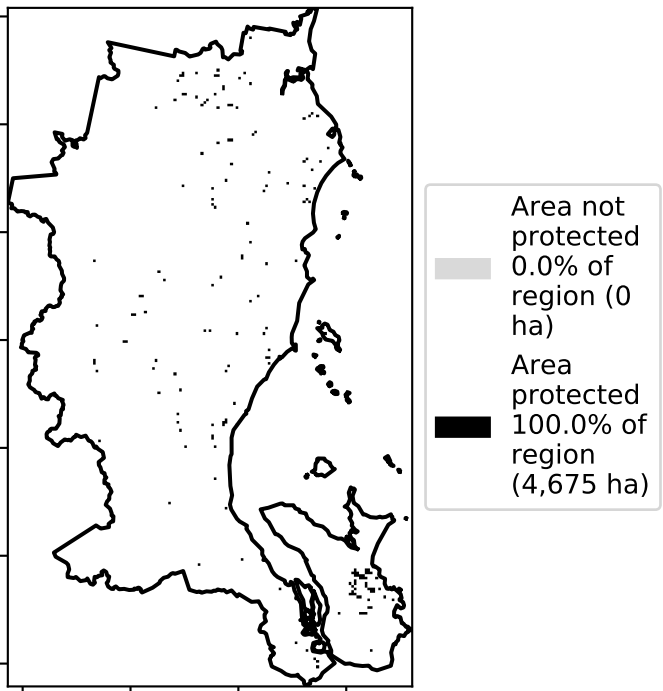 Area not
protected
0.0% of
region (0
ha)
Area
protected
100.0% of
region
(4,675 ha)